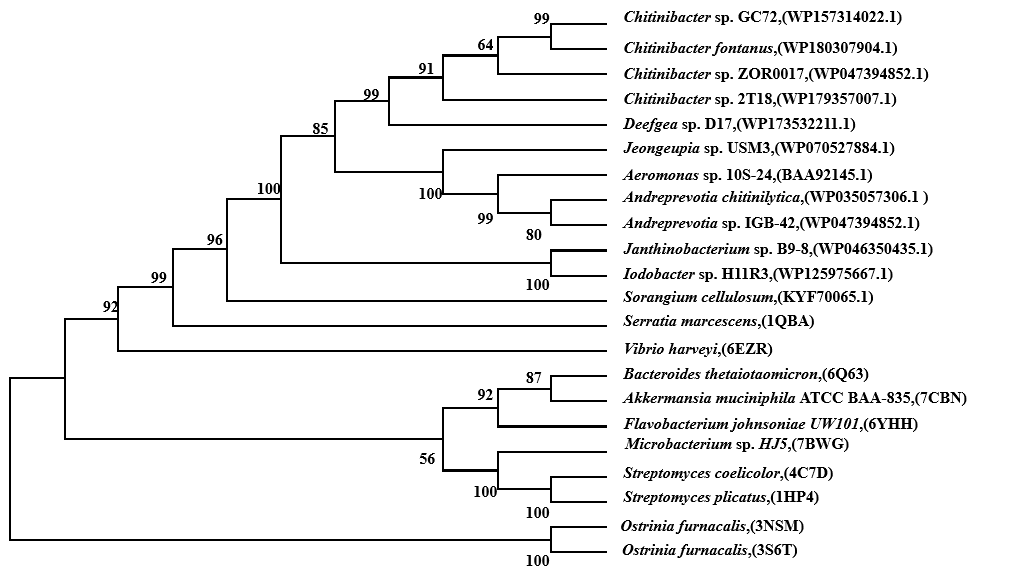 99
Chitinibacter sp. GC72,(WP157314022.1)
64
Chitinibacter fontanus,(WP180307904.1)
91
Chitinibacter sp. ZOR0017,(WP047394852.1)
99
Chitinibacter sp. 2T18,(WP179357007.1)
85
Deefgea sp. D17,(WP173532211.1)
Jeongeupia sp. USM3,(WP070527884.1)
Aeromonas sp. 10S-24,(BAA92145.1)
100
100
Andreprevotia chitinilytica,(WP035057306.1 )
99
Andreprevotia sp. IGB-42,(WP047394852.1)
80
96
Janthinobacterium sp. B9-8,(WP046350435.1)
99
Iodobacter sp. H11R3,(WP125975667.1)
100
Sorangium cellulosum,(KYF70065.1)
92
Serratia marcescens,(1QBA)
Vibrio harveyi,(6EZR)
87
Bacteroides thetaiotaomicron,(6Q63)
92
Akkermansia muciniphila ATCC BAA-835,(7CBN)
Flavobacterium johnsoniae UW101,(6YHH)
56
Microbacterium sp. HJ5,(7BWG)
Streptomyces coelicolor,(4C7D)
100
Streptomyces plicatus,(1HP4)
100
Ostrinia furnacalis,(3NSM)
Ostrinia furnacalis,(3S6T)
100